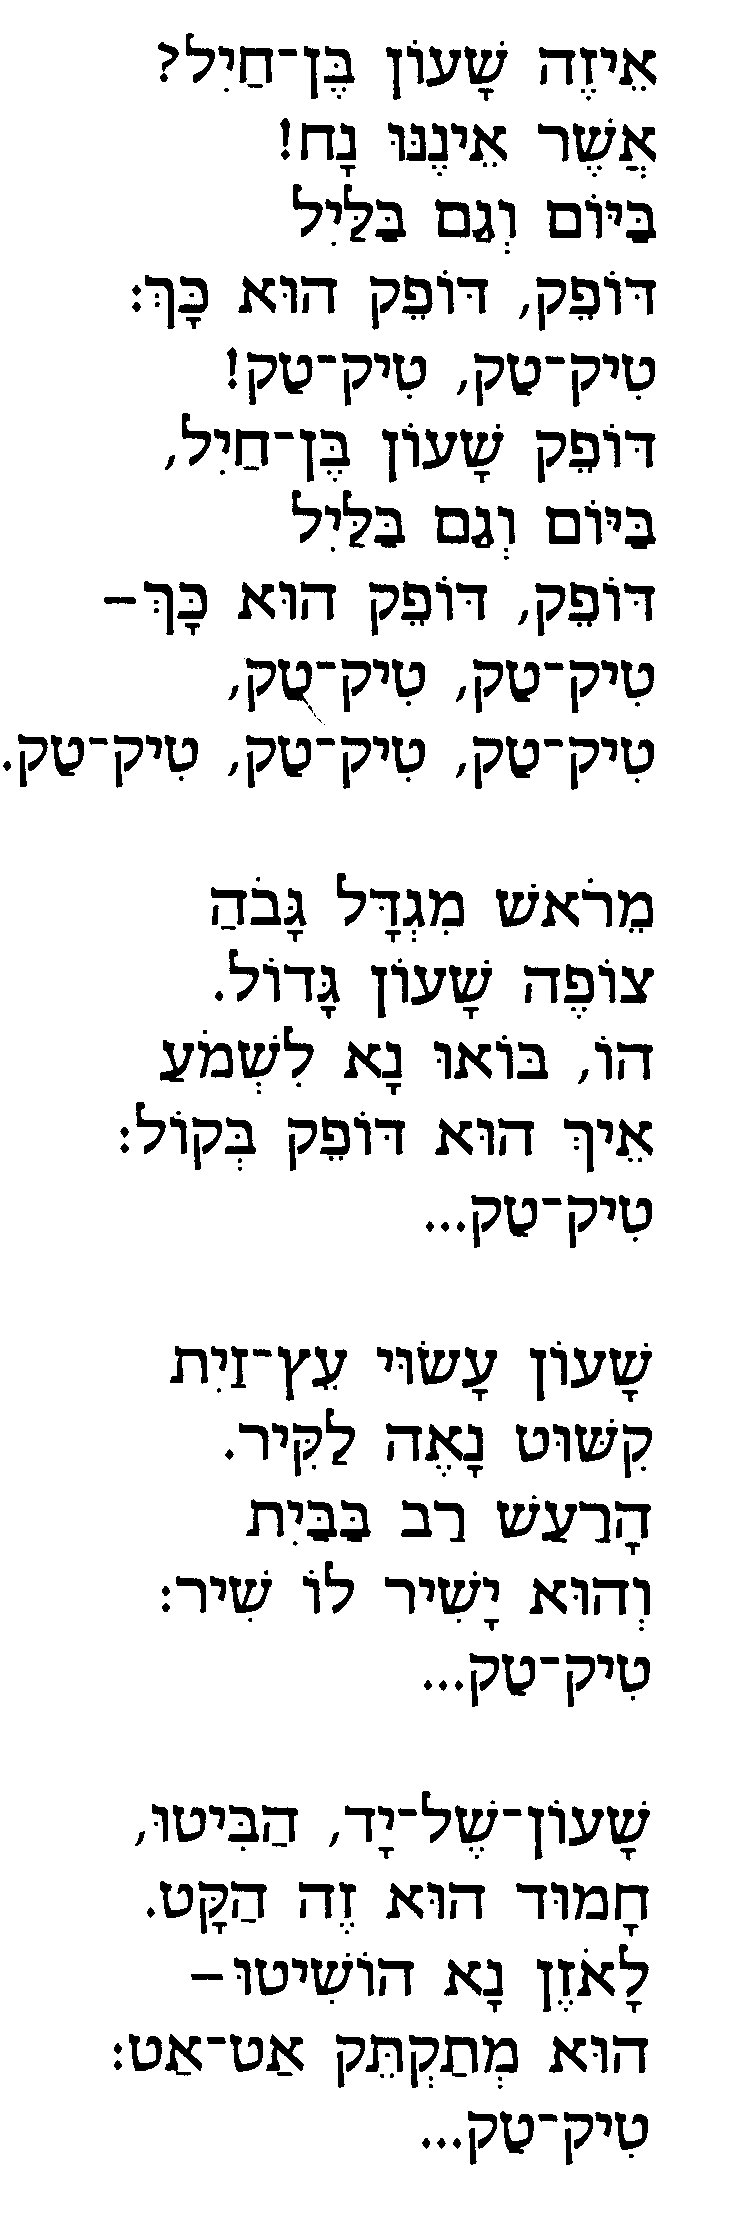 אֵיזֶה שָׁעוֹן בֶּן־חַיִל?
אֲשֶׁר אֵינֶנּוּ נָח!
בַּיּוֹם וְגַם בַּלַּיִל
דּוֹפֵק, דּוֹפֵק הוּא כָּךְ:
טִיק־טַק, טִיק־טַק!
דּוֹפֵק שָׁעוֹן בֶּן־חַיִל,
בַּיּוֹם וְגַם בַּלַּיִל
דּוֹפֵק, דּוֹפֵק הוּא כָּךְ –
טִיק־טַק, טִיק־טַק,
טִיק־טַק, טִיק־טַק, טִיק־טַק.

מֵרֹאשׁ מִגְדָּל גָּבֹהַּ
צוֹפֶה שָׁעוֹן גָּדוֹל.
הוֹ, בּוֹאוּ נָא לִשְׁמֹעַ
אֵיךְ הוּא דּוֹפֵק בְּקוֹל:
טִיק־טַק...

שָׁעוֹן עָשׂוּי עֵץ־זַיִת
קִשּׁוּט נָאֶה לַקִּיר.
הָרַעַשׁ רַב בַּבַּיִת
וְהוּא יָשִׁיר לוֹ שִׁיר:
טִיק־טַק...

שָׁעוֹן־שֶׁל־יָד, הַבִּיטוּ,
חָמוּד הוּא זֶה הַקָּט.
לָאֹזֶן נָא הוֹשִׁיטוּ –
הוּא מְתַקְתֵּק אַט־אַט:
טִיק־טַק...